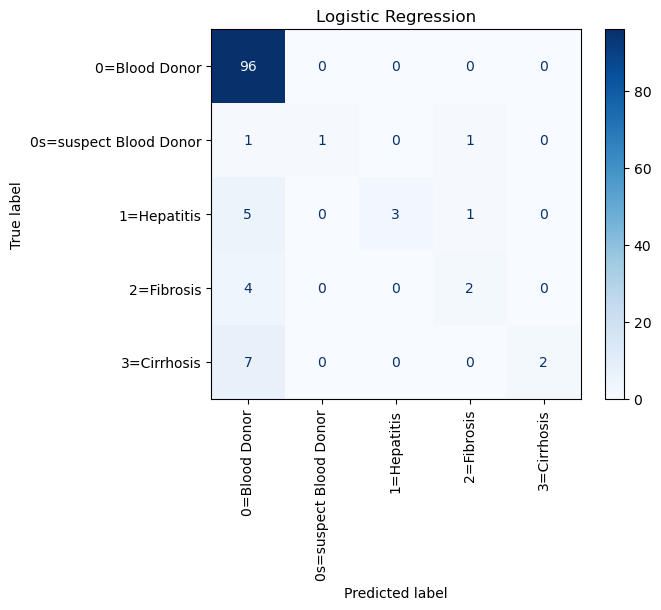 Logistic Regression
True label
0=Blood Donor
96 0 0 0 0
0s=suspect Blood Donor
1 1 0 1 0
1=Hepatitis
5 0 3 1 0
2=Fibrosis
4 0 0 2 0
3=Cirrhosis
7 0 0 0 2
0=Blood Donor
0s=suspect Blood Donor
1=Hepatitis
2=Fibrosis
3=Cirrhosis
Predicted label
80
60
40
20
0